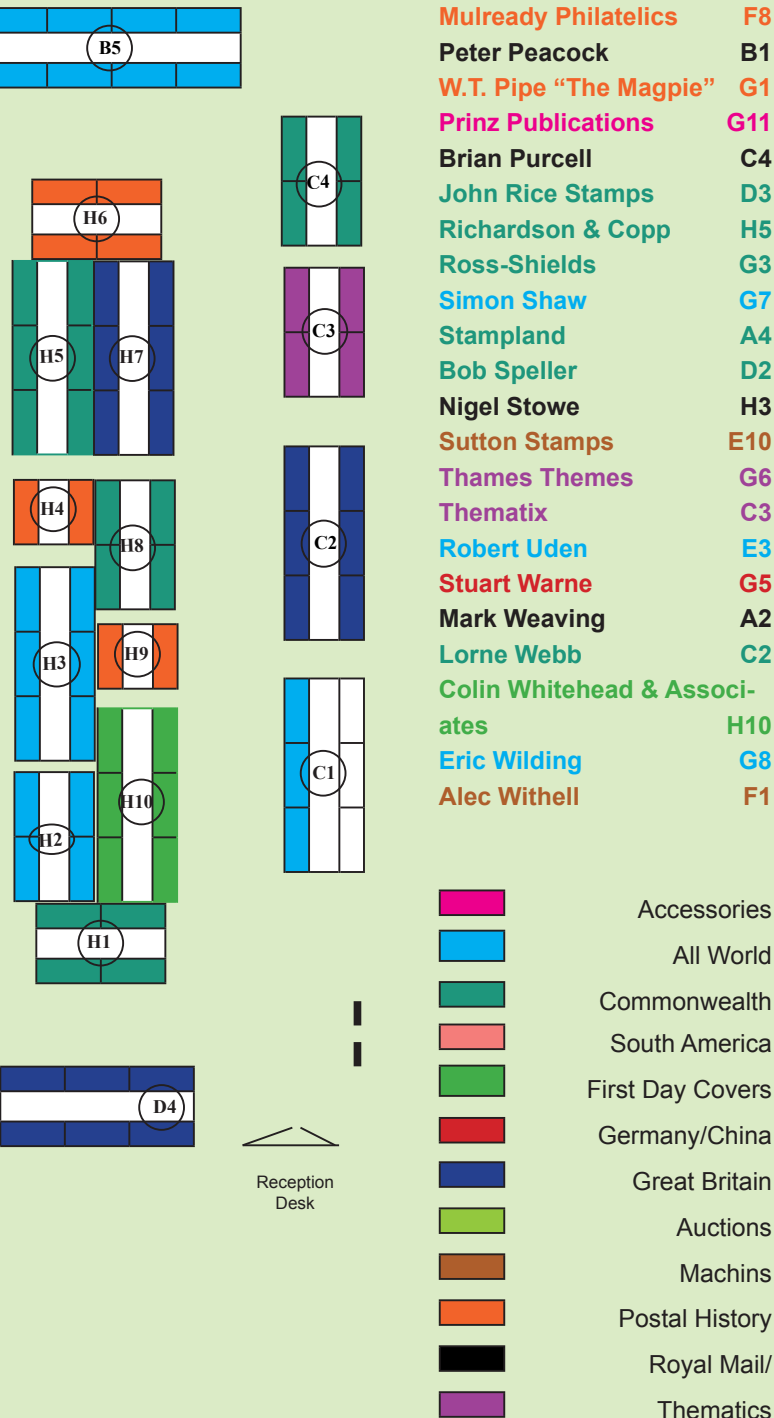 B5
H6
H5
H7
H4
H8
H3
H9
H2
H10
H1
D4
C4
C3
C2
C1
Reception
Desk
Mulready Philatelics F8
Peter Peacock B1
W.T. Pipe “The Magpie” G1
Prinz Publications G11
Brian Purcell C4
John Rice Stamps D3
Richardson & Copp H5
Ross-Shields G3
Simon Shaw G7
Stampland A4
Bob Speller D2
Nigel Stowe H3
Sutton Stamps E10
Thames Themes G6
Thematix C3
Robert Uden E3
Stuart Warne G5
Mark Weaving A2
Lorne Webb C2
Colin Whitehead & Associ-
ates H10
Eric Wilding G8
Alec Withell F1
Accessories
All World
Commonwealth
South America
First Day Covers
Germany/China
Great Britain
Auctions
Machins
Postal History
Royal Mail/
Thematics